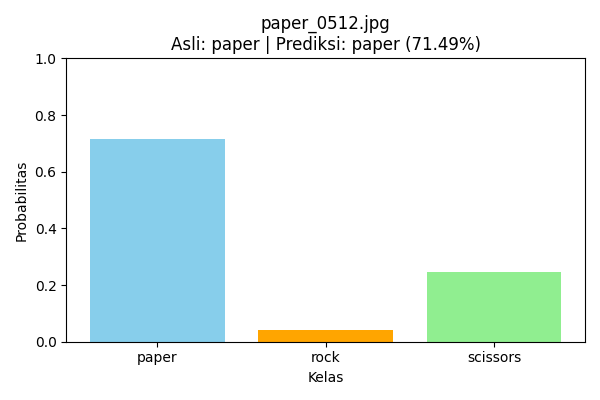 paper_0512.jpg
Asli: paper | Prediksi: paper (71.49%)
1.0
0.8
0.6
0.4
0.2
0.0
Probabilitas
paper rock scissors
Kelas